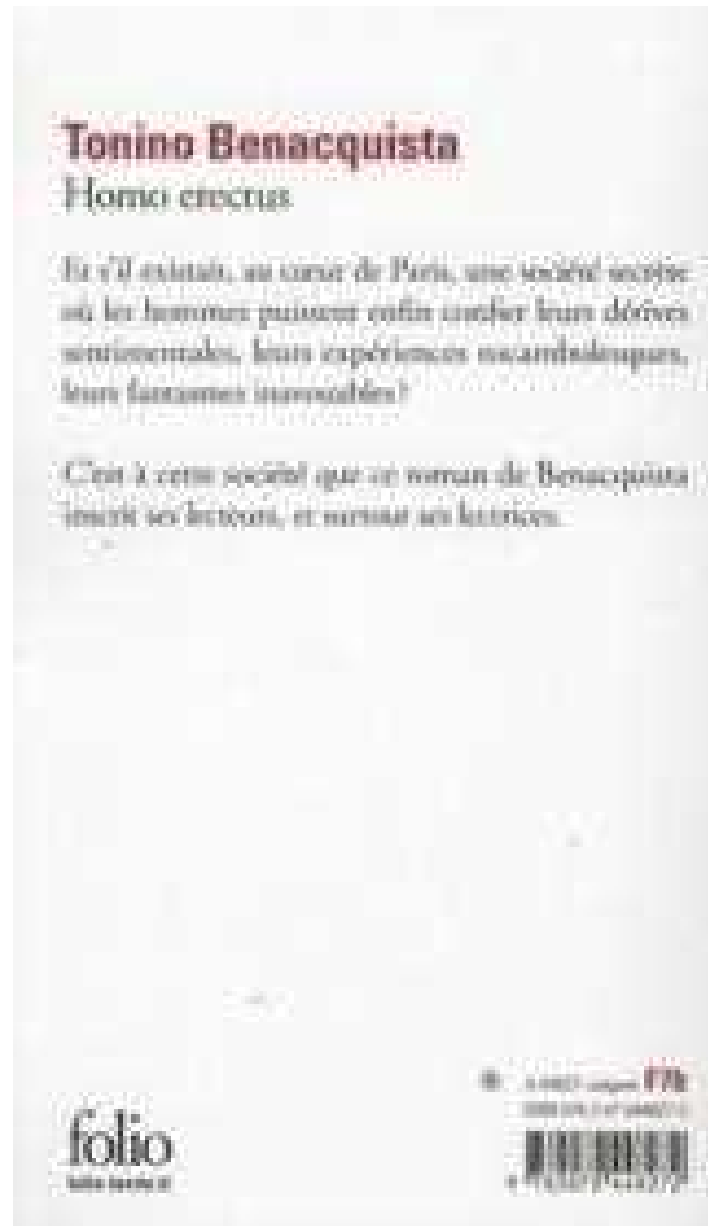 Tonino Benacquista
Homo erectus
Et s'il existait, au cœur de Paris, une société secrète
où les hommes puissent enfin confier leurs dérives
sentimentales, leurs expériences rocambolesques,
leurs fantasmes inavouables?
C'est à cette société que ce roman de Benacquista
inscrit ses lecteurs, et surtout ses lectrices.
folio